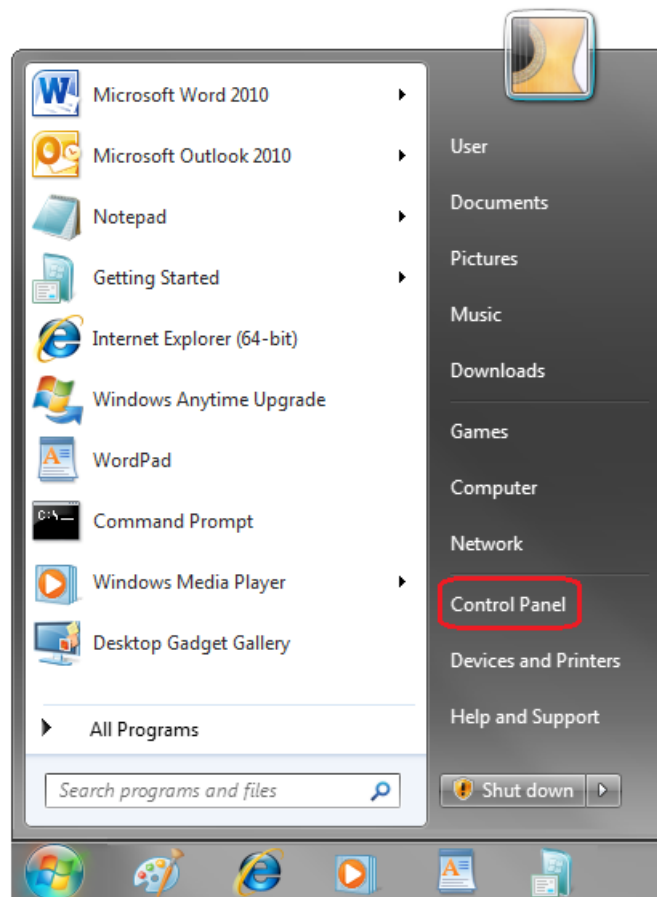 Microsoft Word 2010
Microsoft Outlook 2010
Notepad
Getting Started
Internet Explorer (64-bit)
Windows Anytime Upgrade
WordPad
C:\_
Command Prompt
Windows Media Player
Desktop Gadget Gallery
All Programs
Search programs and files
User
Documents
Pictures
Music
Downloads
Games
Computer
Network
Control Panel
Devices and Printers
Help and Support
Shut down